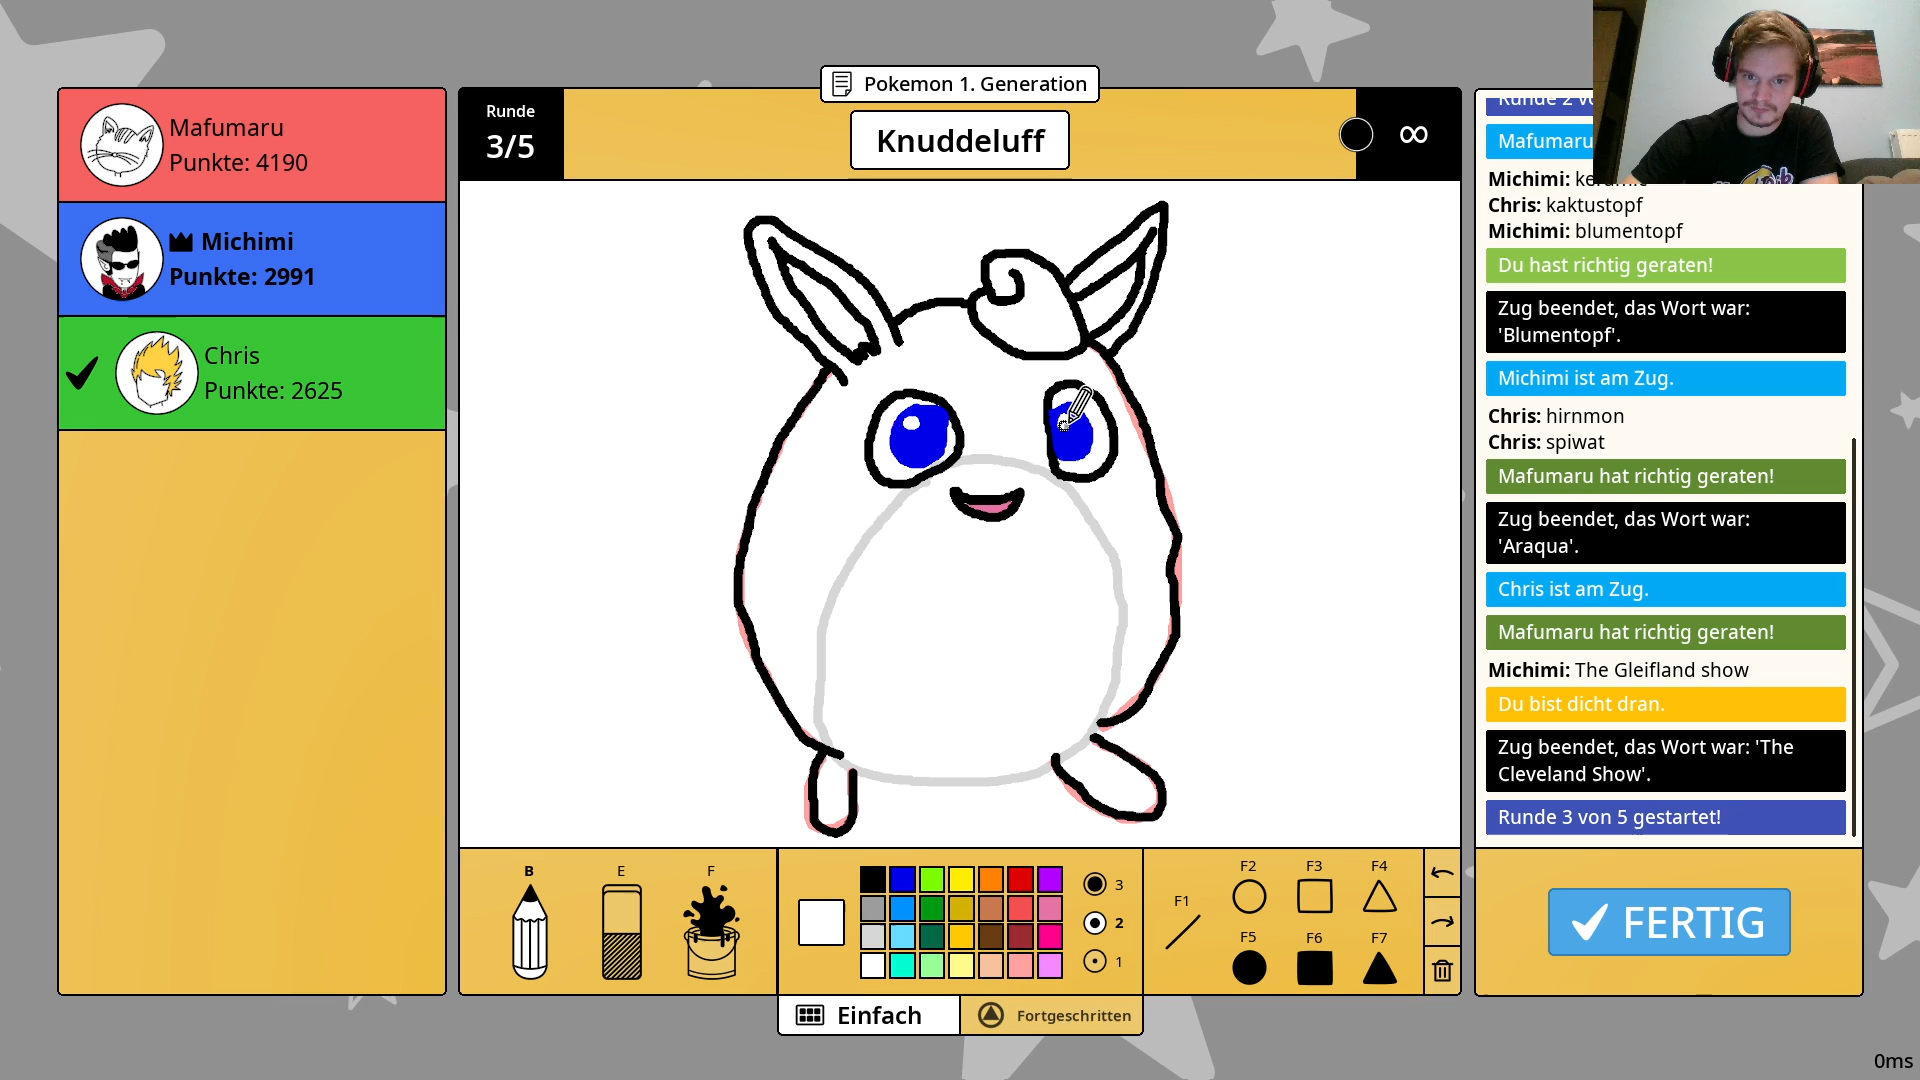 Mafumaru
Punkte: 4190
Michimi
Punkte: 2991
Chris
Punkte: 2625
Pokemon 1. Generation
Runde
3/5
Knuddeluff
∞
Mafumaru
Michimi:
Chris: kaktustopf
Michimi: blumentopf
Du hast richtig geraten!
Zug beendet, das Wort war:
'Blumentopf'.
Michimi ist am Zug.
Chris: hirnmon
Chris: spiwat
Mafumaru hat richtig geraten!
Zug beendet, das Wort war:
'Araqua'.
Chris ist am Zug.
Mafumaru hat richtig geraten!
Michimi: The Gleifland show
Du bist dicht dran.
Zug beendet, das Wort war: 'The
Cleveland Show'.
Runde 3 von 5 gestartet!
B
E
F
3
2
1
F1
F2
F3
F4
F5
F6
F7
FERTIG
Einfach
Fortgeschritten
0ms